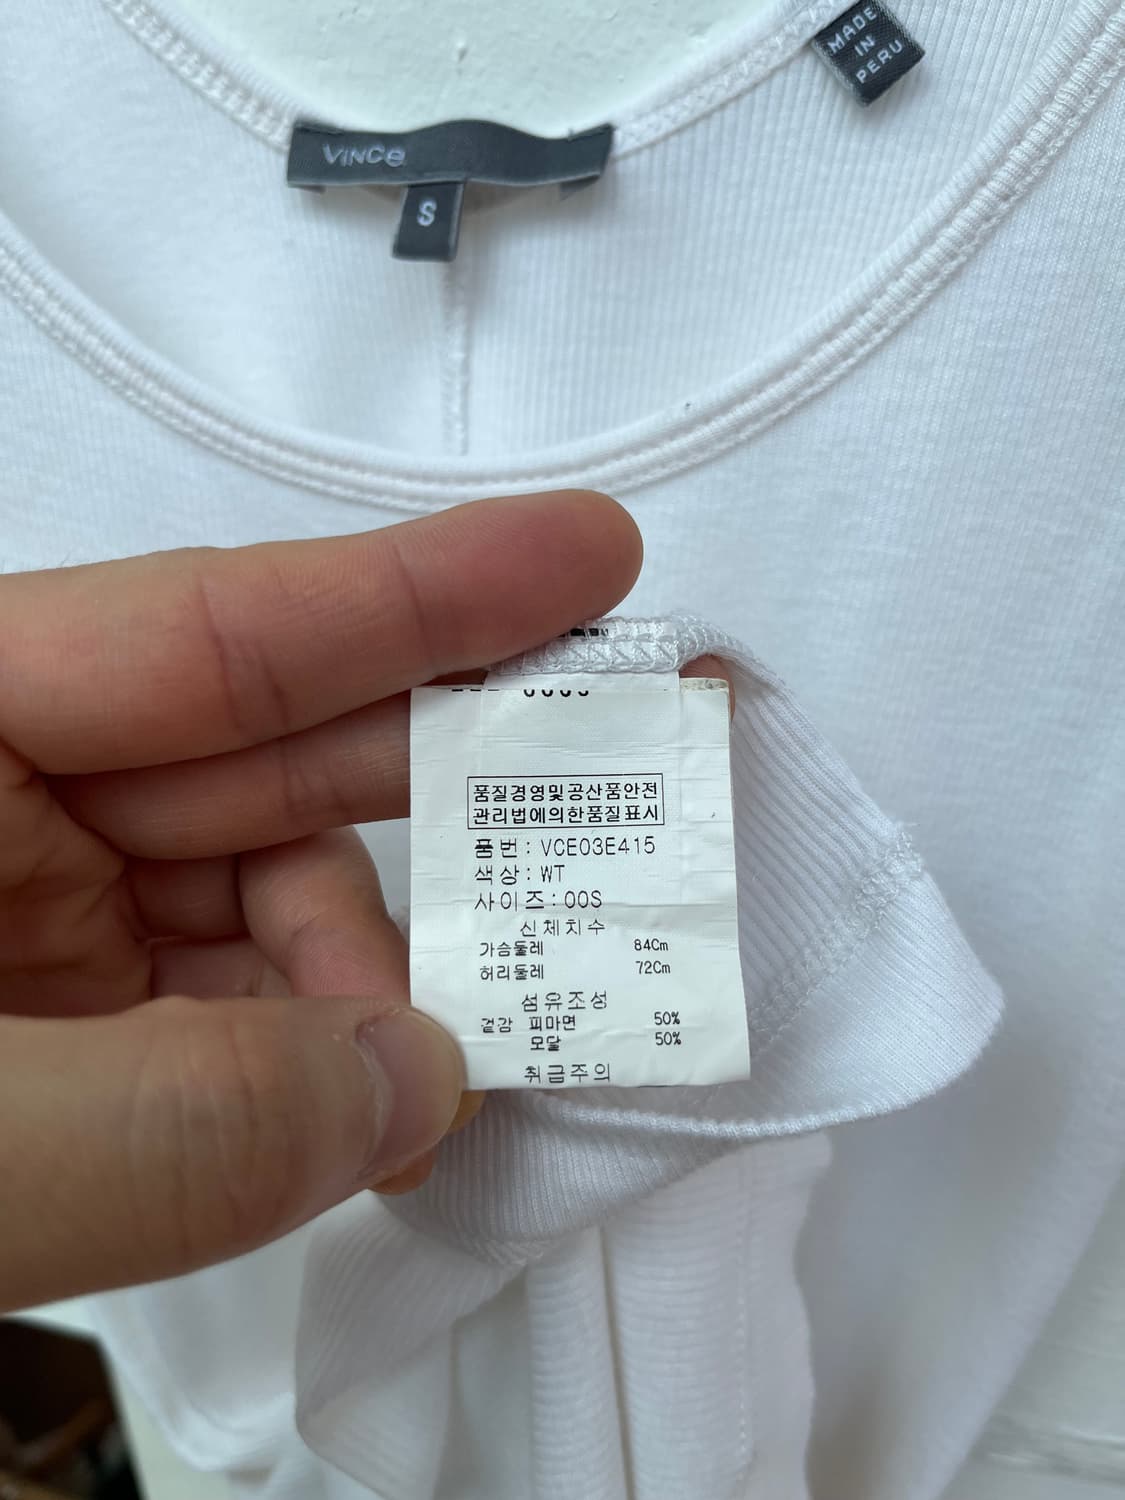 MADE
IN
PERU
VINCE
S
품질경영및공산품안전
관리법에의한품질표시
품번: VCE03E415
색상: WT
사이즈: 00S
신체치수
가슴둘레 84Cm
허리둘레 72Cm
섬유조성
겉감 피마면 50%
모달 50%
취급주의